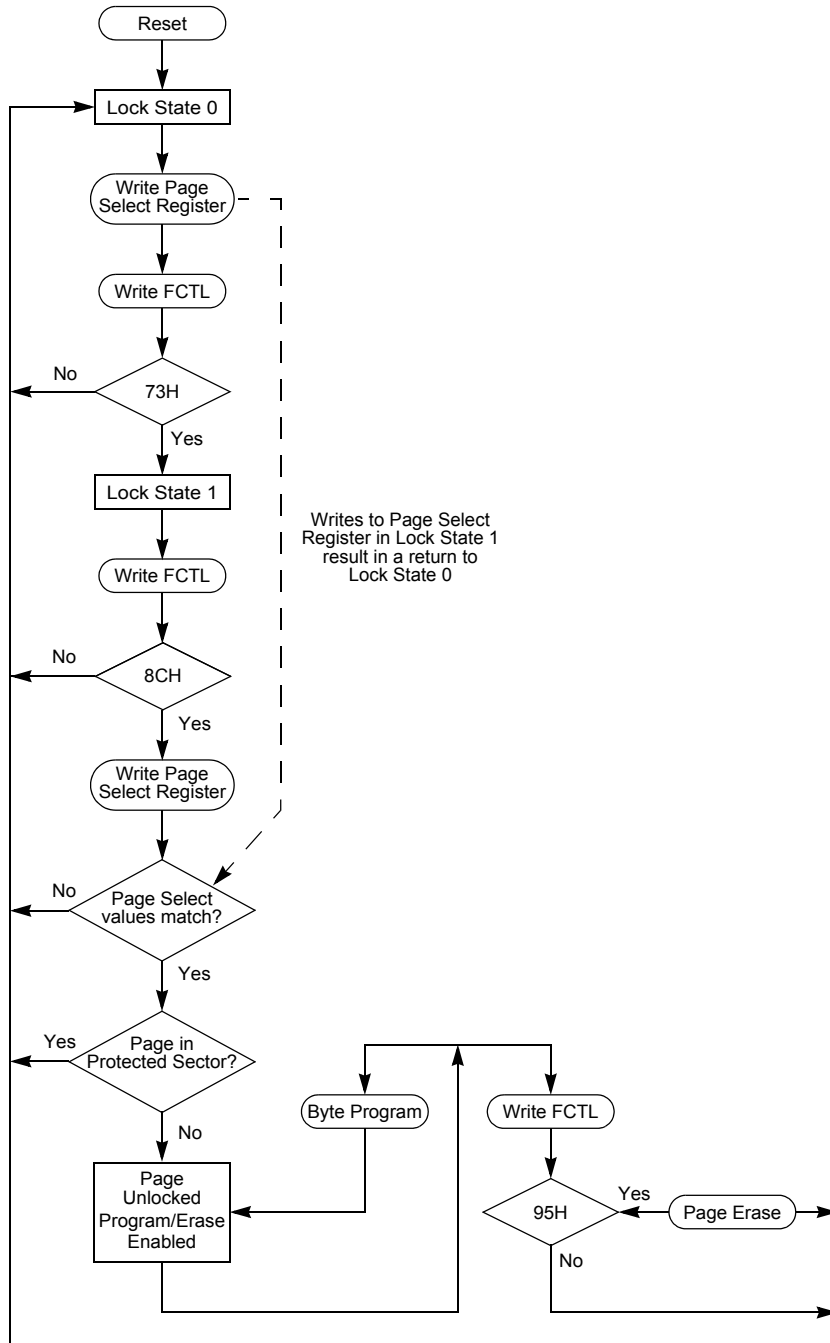 Reset
Lock State 0
Write Page
Select Register
Write FCTL
No
73H
Yes
Lock State 1
Writes to Page Select
Register in Lock State 1
result in a return to
Lock State 0
Write FCTL
No
8CH
Yes
Write Page
Select Register
No
Page Select
values match?
Yes
Yes
Page in
Protected Sector?
No
Byte Program
Write FCTL
Page
Unlocked
Program/Erase
Enabled
95H
Yes
Page Erase
No